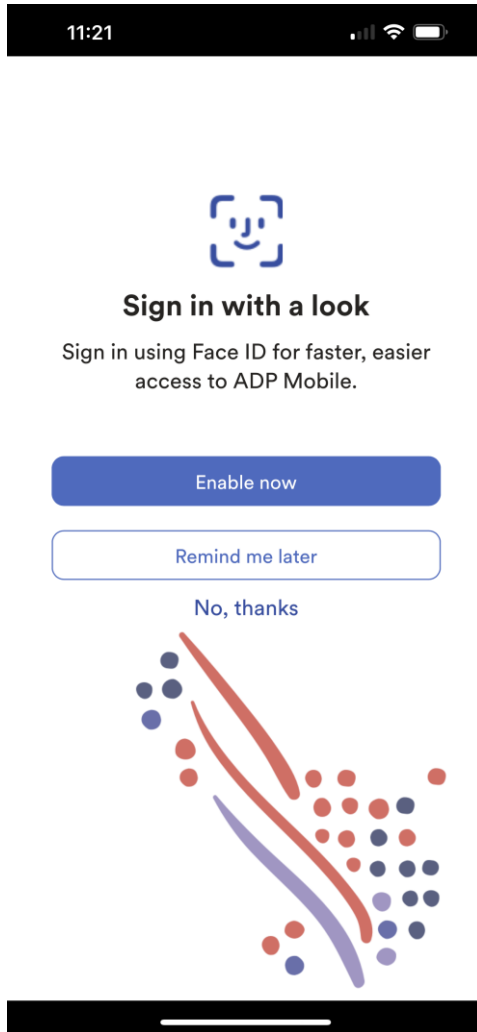 11:21
Sign in with a look
Sign in using Face ID for faster, easier
access to ADP Mobile.
Enable now
Remind me later
No, thanks